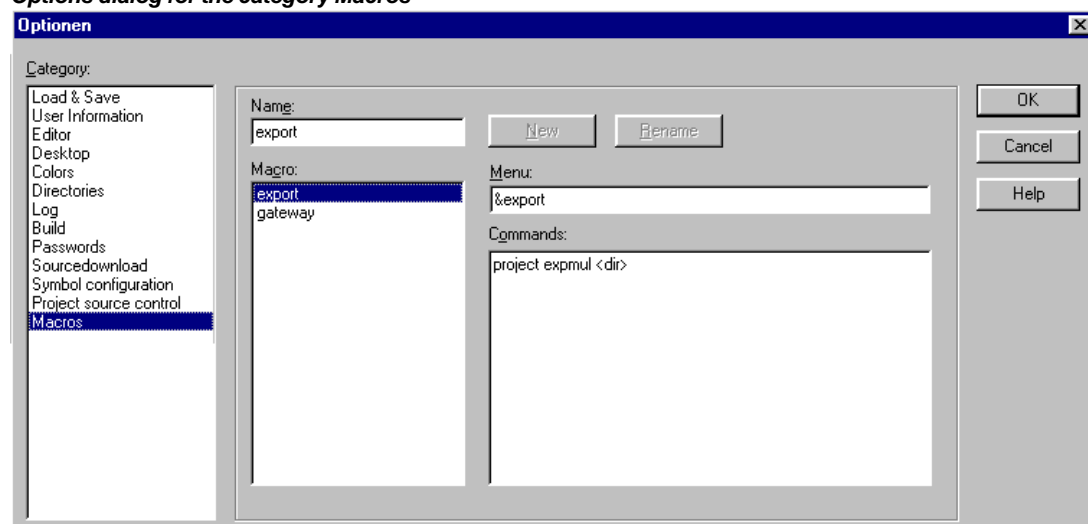 Options dialog for the category Macros
Optionen
Category:
Load & Save
User Information
Editor
Desktop
Colors
Directories
Log
Build
Passwords
Sourcedownload
Symbol configuration
Project source control
Macros
Name:
export
New
Rename
Macro:
export
gateway
Menu:
&export
Commands:
project expmul <dir>
OK
Cancel
Help